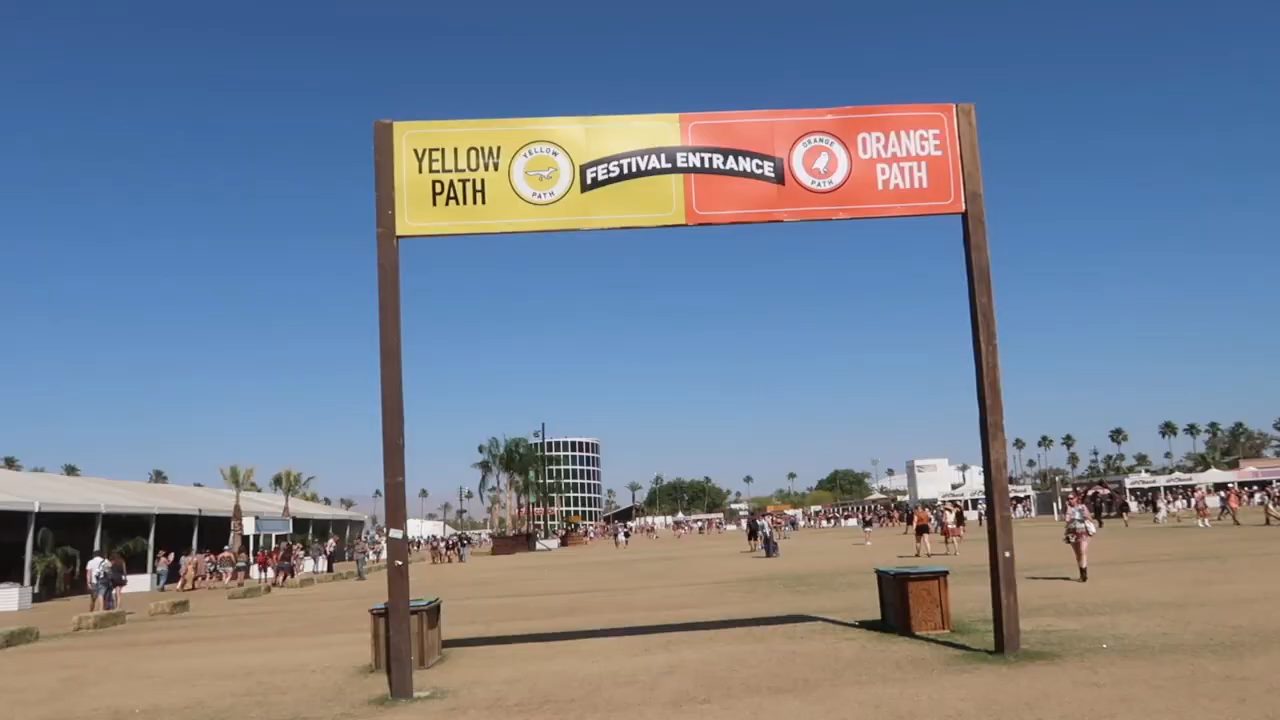 YELLOW
PATH
YELLOW
PATH
FESTIVAL ENTRANCE
ORANGE
PATH
ORANGE
PATH